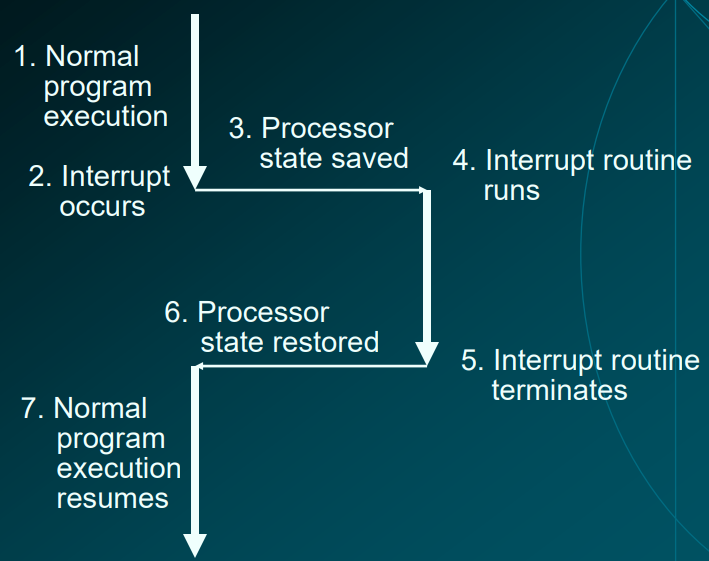 1. Normal
program
execution
2. Interrupt
occurs
3. Processor
state saved
4. Interrupt routine
runs
5. Interrupt routine
terminates
6. Processor
state restored
7. Normal
program
execution
resumes